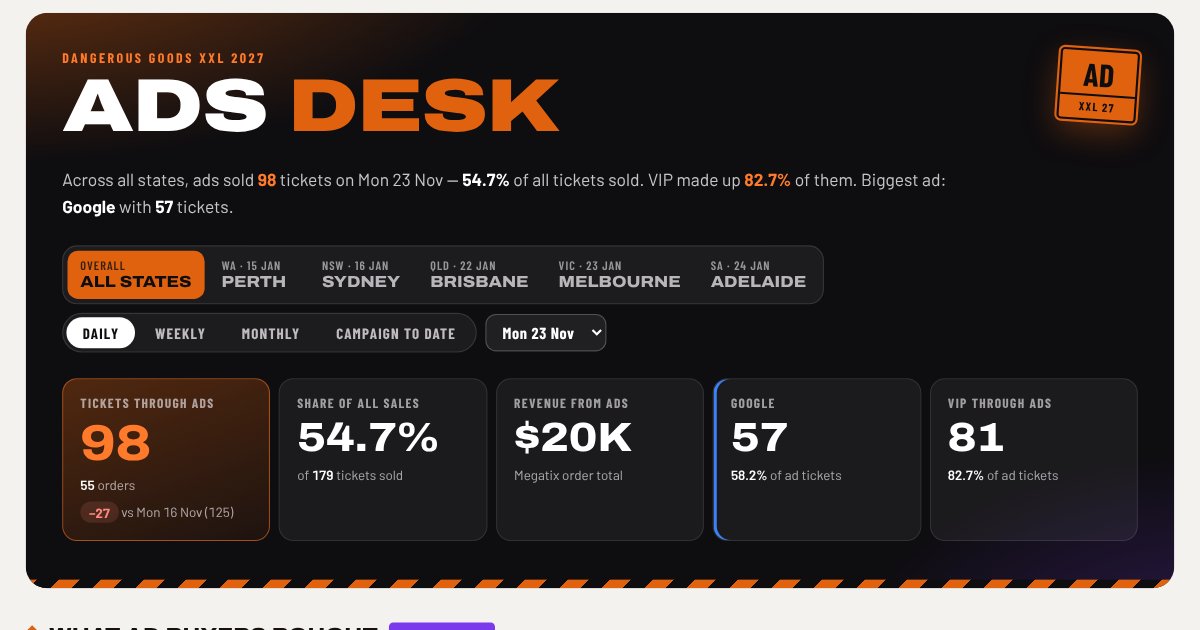 DANGEROUS GOODS XXL 2027
ADS DESK
AD
XXL 27
Across all states, ads sold 98 tickets on Mon 23 Nov — 54.7% of all tickets sold. VIP made up 82.7% of them. Biggest ad:
Google with 57 tickets.
OVERALL
ALL STATES
WA · 15 JAN
PERTH
NSW · 16 JAN
SYDNEY
QLD · 22 JAN
BRISBANE
VIC · 23 JAN
MELBOURNE
SA · 24 JAN
ADELAIDE
DAILY WEEKLY MONTHLY CAMPAIGN TO DATE Mon 23 Nov
TICKETS THROUGH ADS
98
55 orders
−27 vs Mon 16 Nov (125)
SHARE OF ALL SALES
54.7%
of 179 tickets sold
REVENUE FROM ADS
$20K
Megatix order total
GOOGLE
57
58.2% of ad tickets
VIP THROUGH ADS
81
82.7% of ad tickets
WHAT AD BUYERS BOUGHT